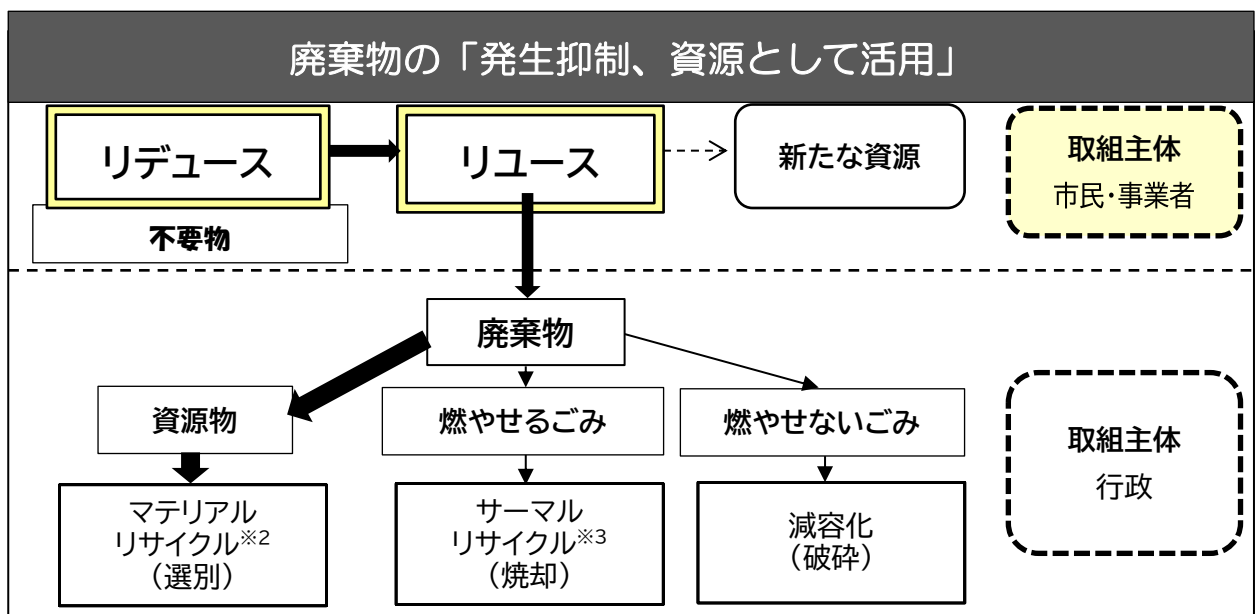 廃棄物の「発生抑制、資源として活用」
リデュース
リユース
新たな資源
取組主体
市民・事業者
不要物
廃棄物
資源物
燃やせるごみ
燃やせないごみ
取組主体
行政
マテリアル
リサイクル※2
（選別）
サーマル
リサイクル※3
（焼却）
減容化
（破砕）